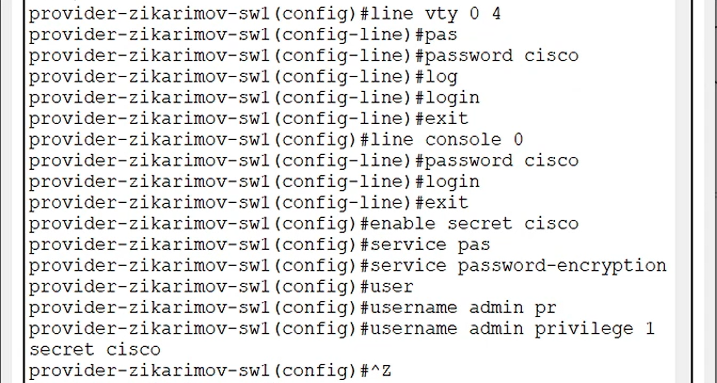 provider-zikarimov-sw1(config)#line vty 0 4
provider-zikarimov-sw1(config-line)#pas
provider-zikarimov-sw1(config-line)#password cisco
provider-zikarimov-sw1(config-line)#log
provider-zikarimov-sw1(config-line)#login
provider-zikarimov-sw1(config-line)#exit
provider-zikarimov-sw1(config)#line console 0
provider-zikarimov-sw1(config-line)#password cisco
provider-zikarimov-sw1(config-line)#login
provider-zikarimov-sw1(config-line)#exit
provider-zikarimov-sw1(config)#enable secret cisco
provider-zikarimov-sw1(config)#service pas
provider-zikarimov-sw1(config)#service password-encryption
provider-zikarimov-sw1(config)#user
provider-zikarimov-sw1(config)#username admin pr
provider-zikarimov-sw1(config)#username admin privilege 1
secret cisco
provider-zikarimov-sw1(config)#^Z